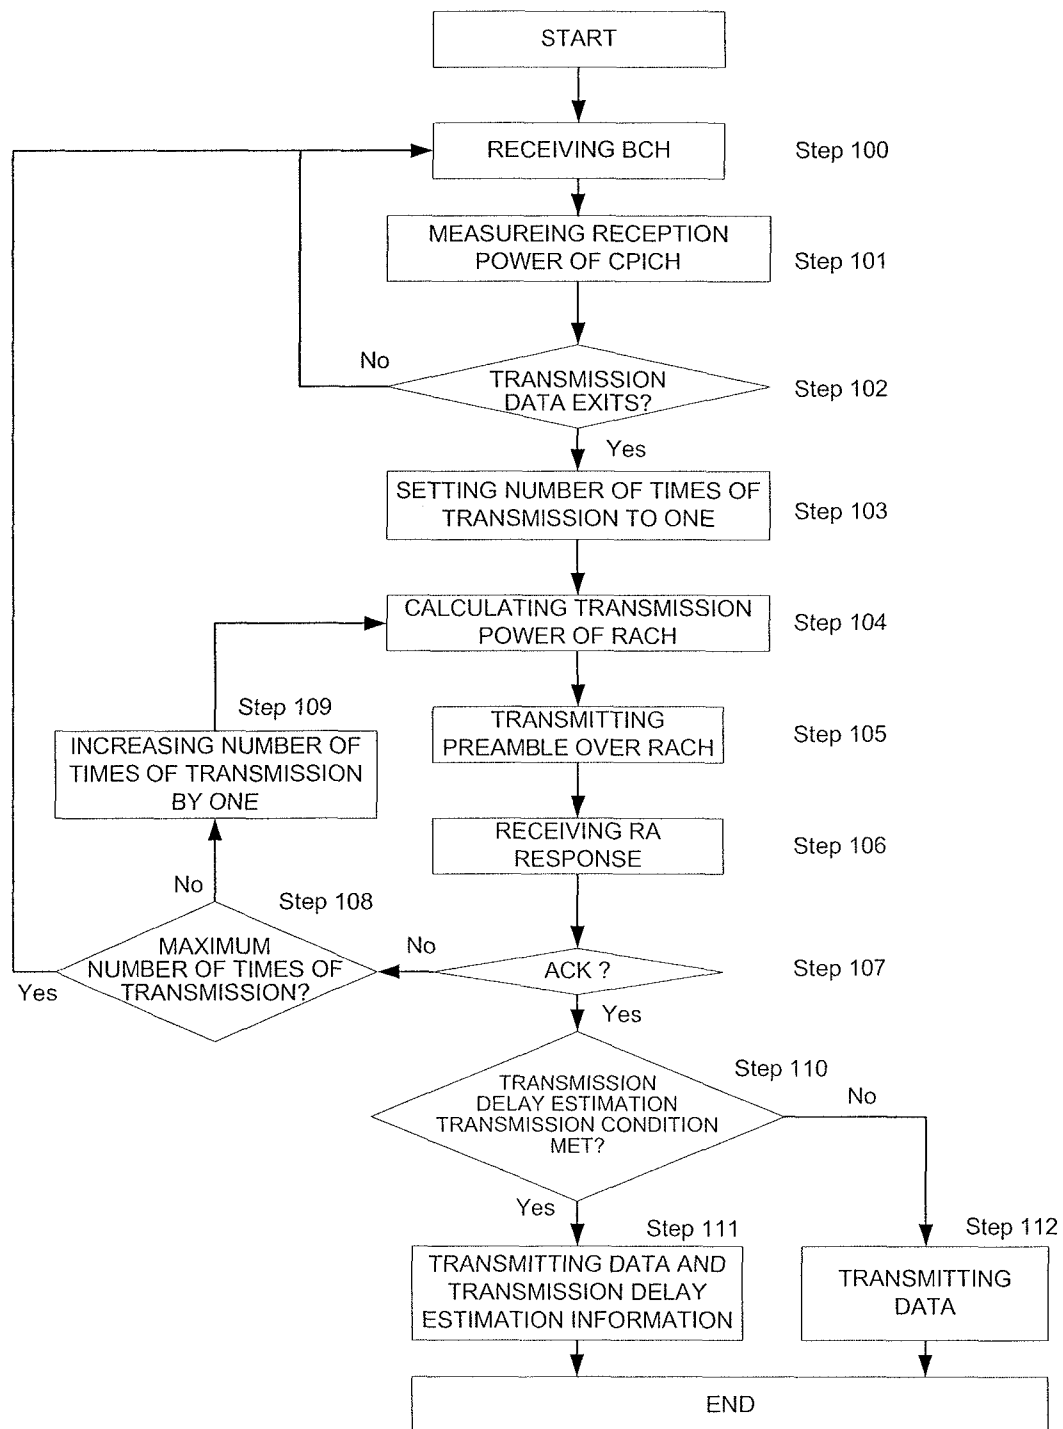 START
RECEIVING BCH
Step 100
MEASUREING RECEPTION
POWER OF CPICH
Step 101
No
TRANSMISSION
DATA EXITS?
Step 102
Yes
SETTING NUMBER OF TIMES OF
TRANSMISSION TO ONE
Step 103
CALCULATING TRANSMISSION
POWER OF RACH
Step 104
Step 109
INCREASING NUMBER OF
TIMES OF TRANSMISSION
BY ONE
TRANSMITTING
PREAMBLE OVER RACH
Step 105
RECEIVING RA
RESPONSE
Step 106
No
Step 108
MAXIMUM
NUMBER OF TIMES OF
TRANSMISSION?
Yes
No
ACK ?
Step 107
Yes
Step 110
TRANSMISSION
DELAY ESTIMATION
TRANSMISSION CONDITION
MET?
No
Yes
Step 111
TRANSMITTING DATA AND
TRANSMISSION DELAY
ESTIMATION INFORMATION
Step 112
TRANSMITTING
DATA
END